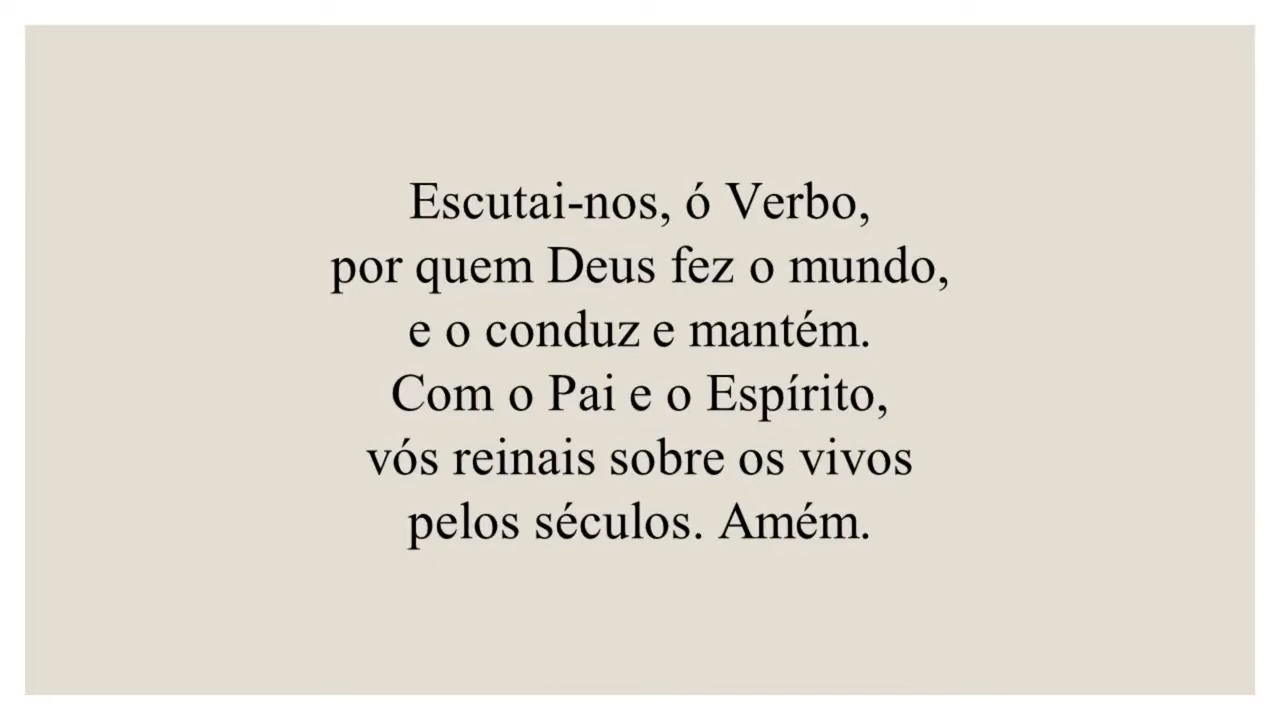 Escutai-nos, ó Verbo,
por quem Deus fez o mundo,
e o conduz e mantém.
Com o Pai e o Espírito,
vós reinais sobre os vivos
pelos séculos. Amém.